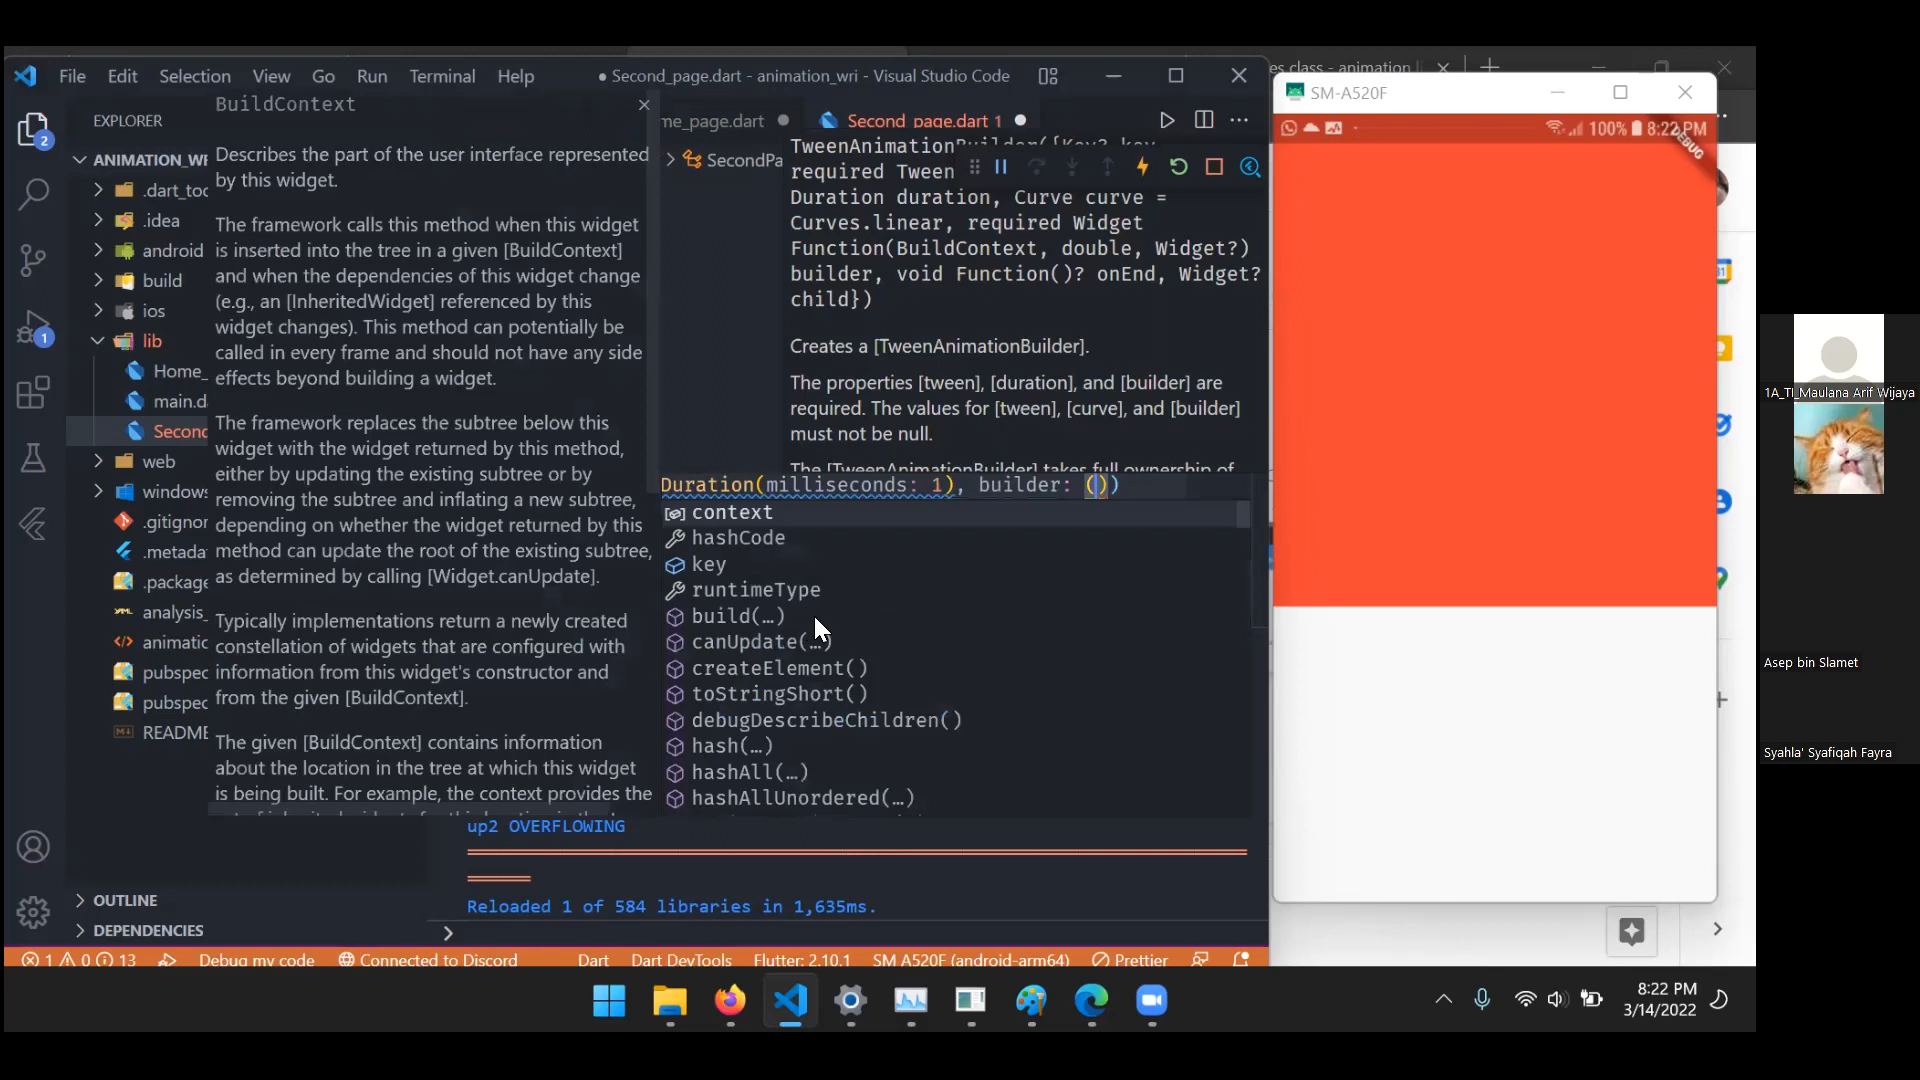 File Edit Selection View Go Run Terminal Help
● Second_page.dart - animation_wri - Visual Studio Code
EXPLORER
ANIMATION_WR
.dart_too
.idea
android
build
ios
lib
Home_
main.da
Second
web
windows
.gitignor
.metada
.package
analysis_
animatic
pubspec
pubspec
README
OUTLINE
DEPENDENCIES
BuildContext
Describes the part of the user interface represented
by this widget.
The framework calls this method when this widget
is inserted into the tree in a given [BuildContext]
and when the dependencies of this widget change
(e.g., an [InheritedWidget] referenced by this
widget changes). This method can potentially be
called in every frame and should not have any side
effects beyond building a widget.
The framework replaces the subtree below this
widget with the widget returned by this method,
either by updating the existing subtree or by
removing the subtree and inflating a new subtree,
depending on whether the widget returned by this
method can update the root of the existing subtree,
as determined by calling [Widget.canUpdate].
Typically implementations return a newly created
constellation of widgets that are configured with
information from this widget's constructor and
from the given [BuildContext].
The given [BuildContext] contains information
about the location in the tree at which this widget
is being built. For example, the context provides the
me_page.dart
Second_page.dart 1
SecondPa
required Tween
Duration duration, Curve curve =
Curves.linear, required Widget
Function(BuildContext, double, Widget?)
builder, void Function()? onEnd, Widget?
child})
Creates a [TweenAnimationBuilder].
The properties [tween], [duration], and [builder] are
required. The values for [tween], [curve], and [builder]
must not be null.
The [TweenAnimationBuilder] takes full ownership of
Duration(milliseconds: 1), builder: ())
context
hashCode
key
runtimeType
build(…)
canUpdate(…)
createElement()
toStringShort()
debugDescribeChildren()
hash(…)
hashAll(…)
hashAllUnordered(…)
up2 OVERFLOWING
Reloaded 1 of 584 libraries in 1,635ms.
1 0 13 Debug my code Connected to Discord Dart Dart DevTools Flutter: 2.10.1 SM A520F (android-arm64) Prettier
2
1
es class - animation
SM-A520F
100% 8:22 PM
DEBUG
1A_TI_Maulana Arif Wijaya
Asep bin Slamet
Syahla' Syafiqah Fayra
8:22 PM
3/14/2022